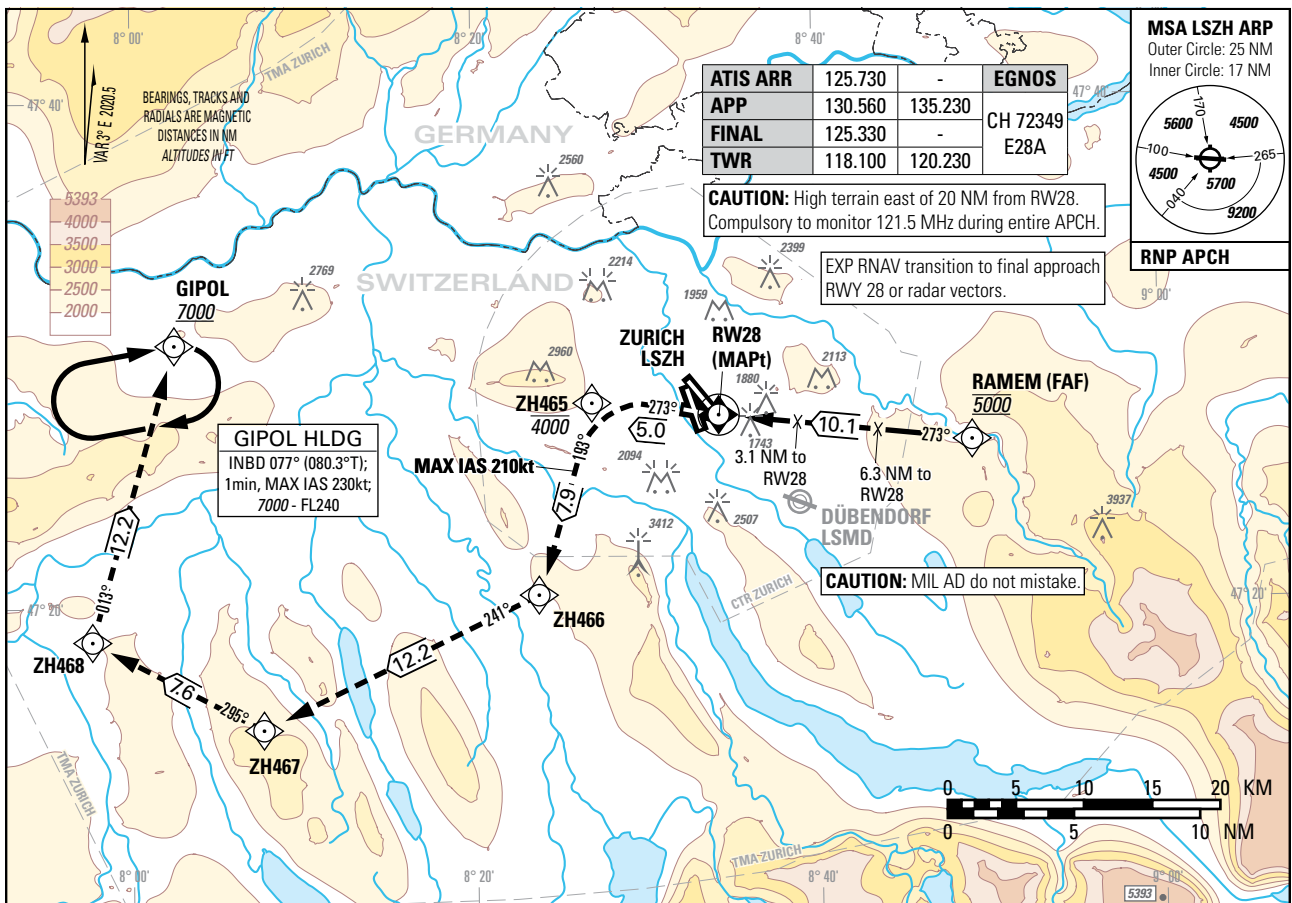 8° 00'
8° 20'
8° 40'
TMA ZURICH
47° 40'
47° 40'
VAR 3° E 2020.5
BEARINGS, TRACKS AND
RADIALS ARE MAGNETIC
DISTANCES IN NM
ALTITUDES IN FT
GERMANY
2560
ATIS ARR 125.730 - EGNOS
APP 130.560 135.230 CH 72349
FINAL 125.330 - E28A
TWR 118.100 120.230
CAUTION: High terrain east of 20 NM from RW28.
Compulsory to monitor 121.5 MHz during entire APCH.
EXP RNAV transition to final approach
RWY 28 or radar vectors.
MSA LSZH ARP
Outer Circle: 25 NM
Inner Circle: 17 NM
170
5600
4500
100
265
4500
5700
040
9200
RNP APCH
9° 00'
5393
4000
3500
3000
2500
2000
SWITZERLAND
2769
2214
2399
1959
GIPOL
7000
ZURICH
LSZH
RW28
(MAPt)
2960
2113
1880
RAMEM (FAF)
5000
ZH465
4000
273°
5.0
10.1
273°
1743
3.1 NM to
RW28
6.3 NM to
RW28
193°
MAX IAS 210kt
7.9
2094
2507
3412
DÜBENDORF
LSMD
3937
GIPOL HLDG
INBD 077° (080.3°T);
1min, MAX IAS 230kt;
7000 - FL240
12.2
013°
CAUTION: MIL AD do not mistake.
CTR ZURICH
47° 20'
47° 20'
ZH466
241°
12.2
ZH468
7.6
295°
ZH467
TMA ZURICH
0 5 10 15 20 KM
0 5 10 NM
TMA ZURICH
8° 00'
8° 20'
8° 40'
9° 00'
5393